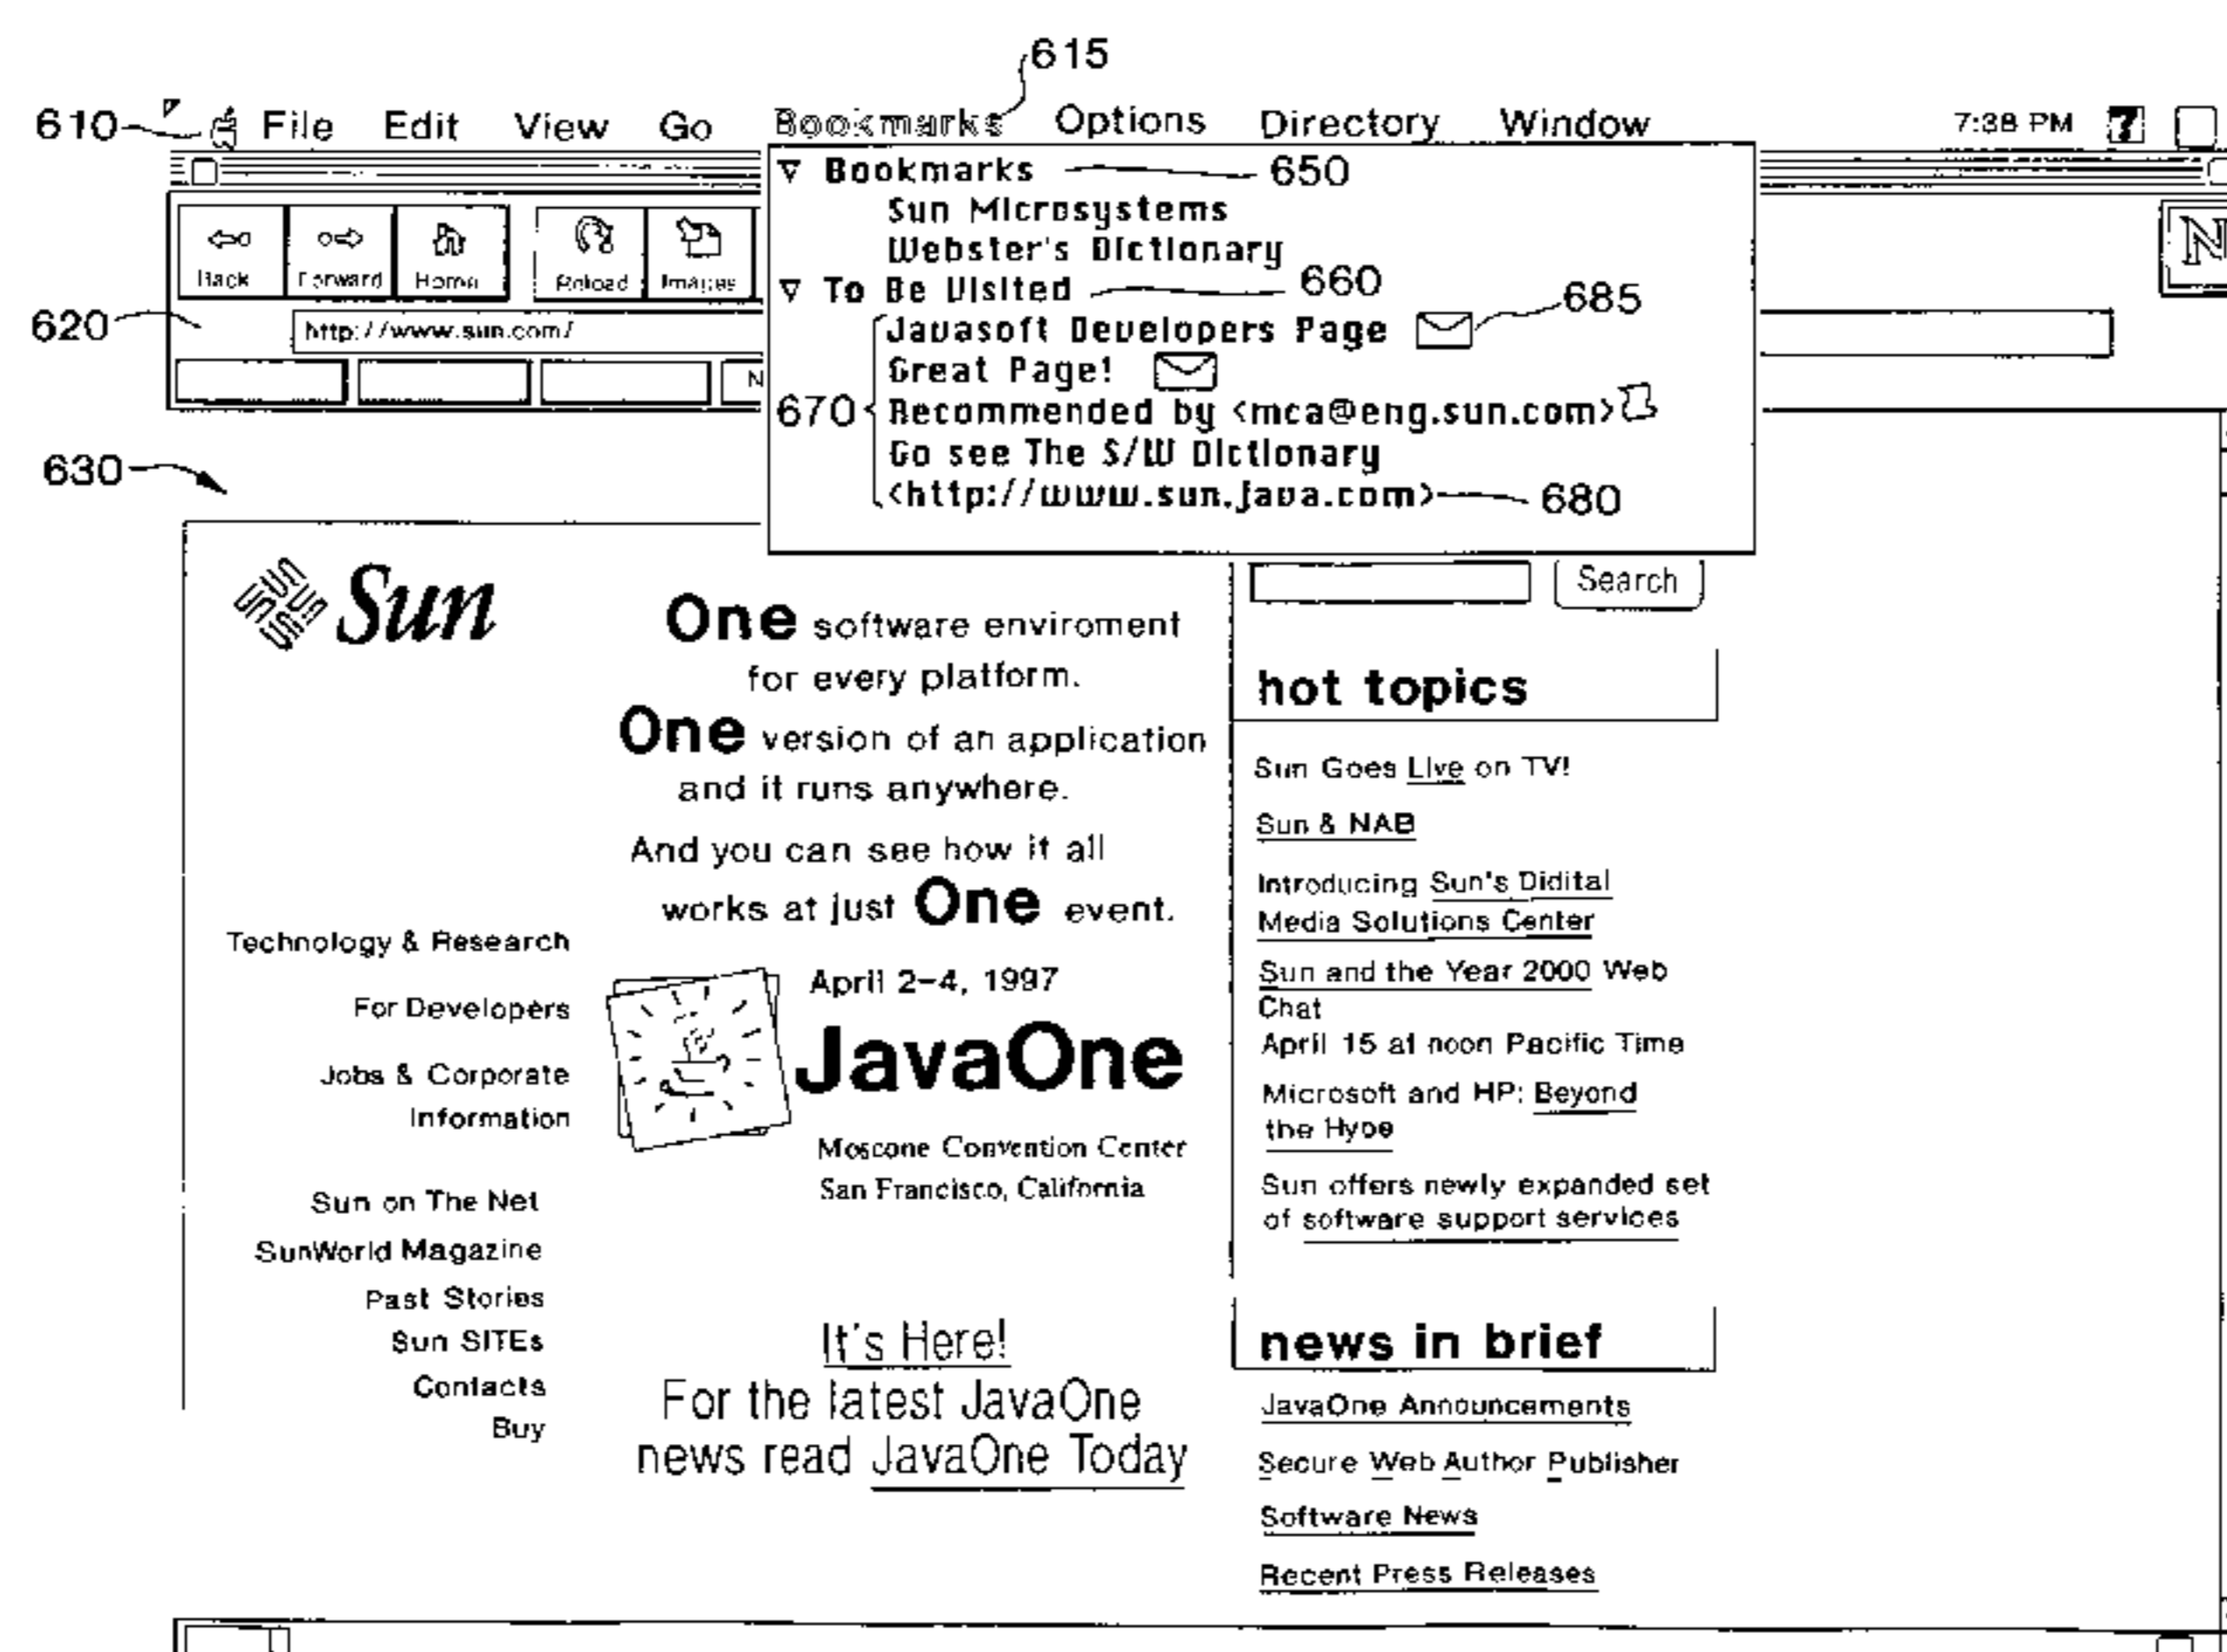 615
610 File Edit View Go Bookmarks Options Directory Window 7:38 PM ?
Bookmarks 650
Sun Microsystems
Webster's Dictionary
To Be Visited 660
685
Javasoft Developers Page
Great Page!
670 Recommended by <mca@eng.sun.com>
Go see The S/W Dictionary
<http://www.sun.java.com> 680
Back Forward Home Reload Images
N
620
http://www.sun.com/
N
630
Sun
One software enviroment
for every platform.
One version of an application
and it runs anywhere.
And you can see how it all
works at just One event.
April 2-4, 1997
JavaOne
Moscone Convention Center
San Francisco, California
It's Here!
For the latest JavaOne
news read JavaOne Today
Technology & Research
For Developers
Jobs & Corporate
Information
Sun on The Net
SunWorld Magazine
Past Stories
Sun SITEs
Contacts
Buy
Search
hot topics
Sun Goes Live on TV!
Sun & NAB
Introducing Sun's Didital
Media Solutions Center
Sun and the Year 2000 Web
Chat
April 15 at noon Pacific Time
Microsoft and HP: Beyond
the Hype
Sun offers newly expanded set
of software support services
news in brief
JavaOne Announcements
Secure Web Author Publisher
Software News
Recent Press Releases